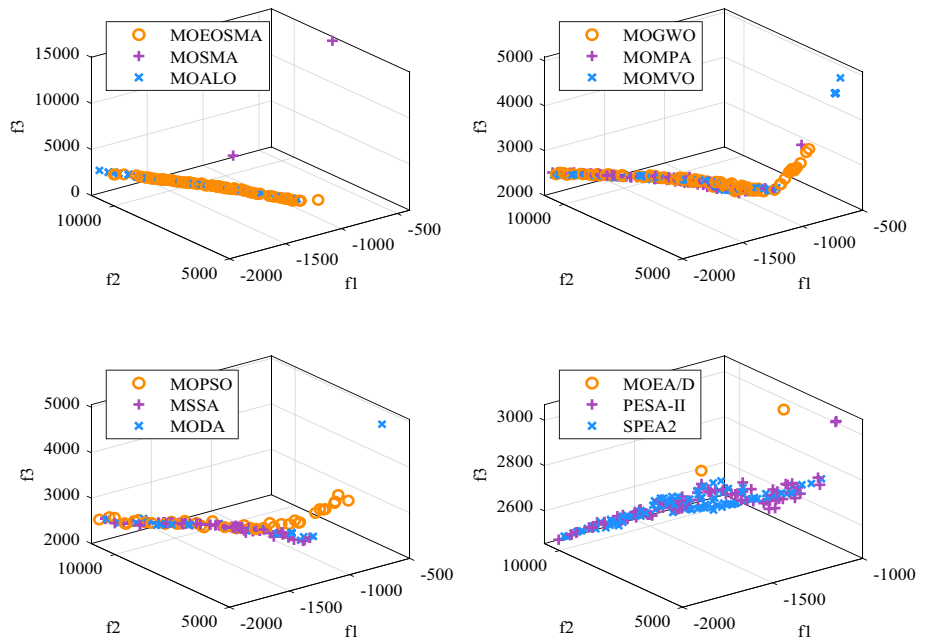 MOEOSMA
MOSMA
MOALO
15000
10000
5000
0
f3
10000
5000
f2
-2000
-1500
-1000
-500
f1
MOGWO
MOMPA
MOMVO
5000
4000
3000
2000
f3
10000
5000
f2
-2000
-1500
-1000
-500
f1
MOPSO
MSSA
MODA
5000
4000
3000
2000
f3
10000
5000
f2
-2000
-1500
-1000
-500
f1
MOEA/D
PESA-II
SPEA2
3000
2800
2600
f3
10000
5000
f2
-2000
-1500
-1000
f1